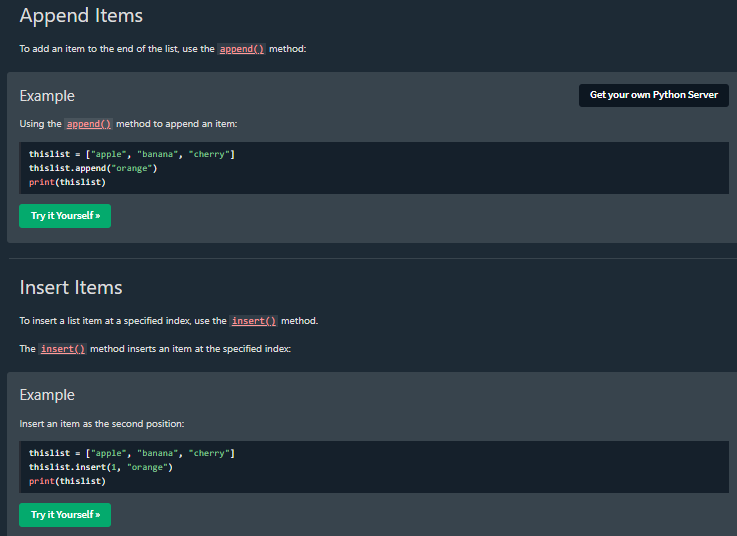 Append Items
To add an item to the end of the list, use the append() method:
Example
Get your own Python Server
Using the append() method to append an item:
thislist = ["apple", "banana", "cherry"]
thislist.append("orange")
print(thislist)
Try it Yourself »
Insert Items
To insert a list item at a specified index, use the insert() method.
The insert() method inserts an item at the specified index:
Example
Insert an item as the second position:
thislist = ["apple", "banana", "cherry"]
thislist.insert(1, "orange")
print(thislist)
Try it Yourself »